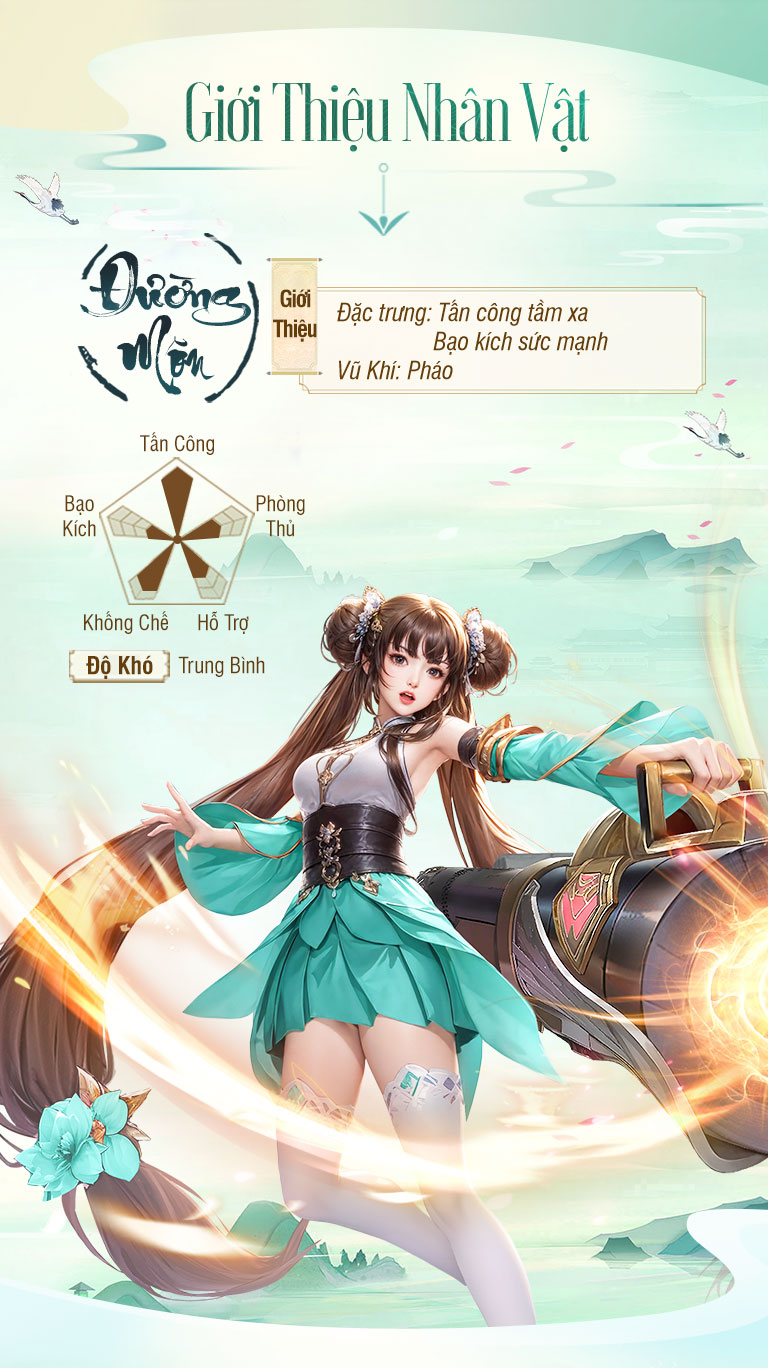 Giới Thiệu Nhân Vật
Đường
Môn
Giới
Thiệu
Đặc trưng: Tấn công tầm xa
Bạo kích sức mạnh
Vũ Khí: Pháo
Tấn Công
Bạo
Kích
Phòng
Thủ
Khống Chế
Hỗ Trợ
Độ Khó
Trung Bình